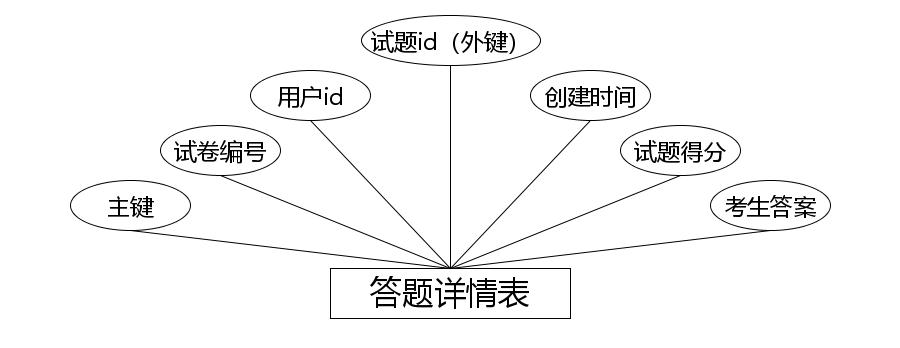 试题id（外键）
用户id
创建时间
试卷编号
试题得分
主键
考生答案
答题详情表